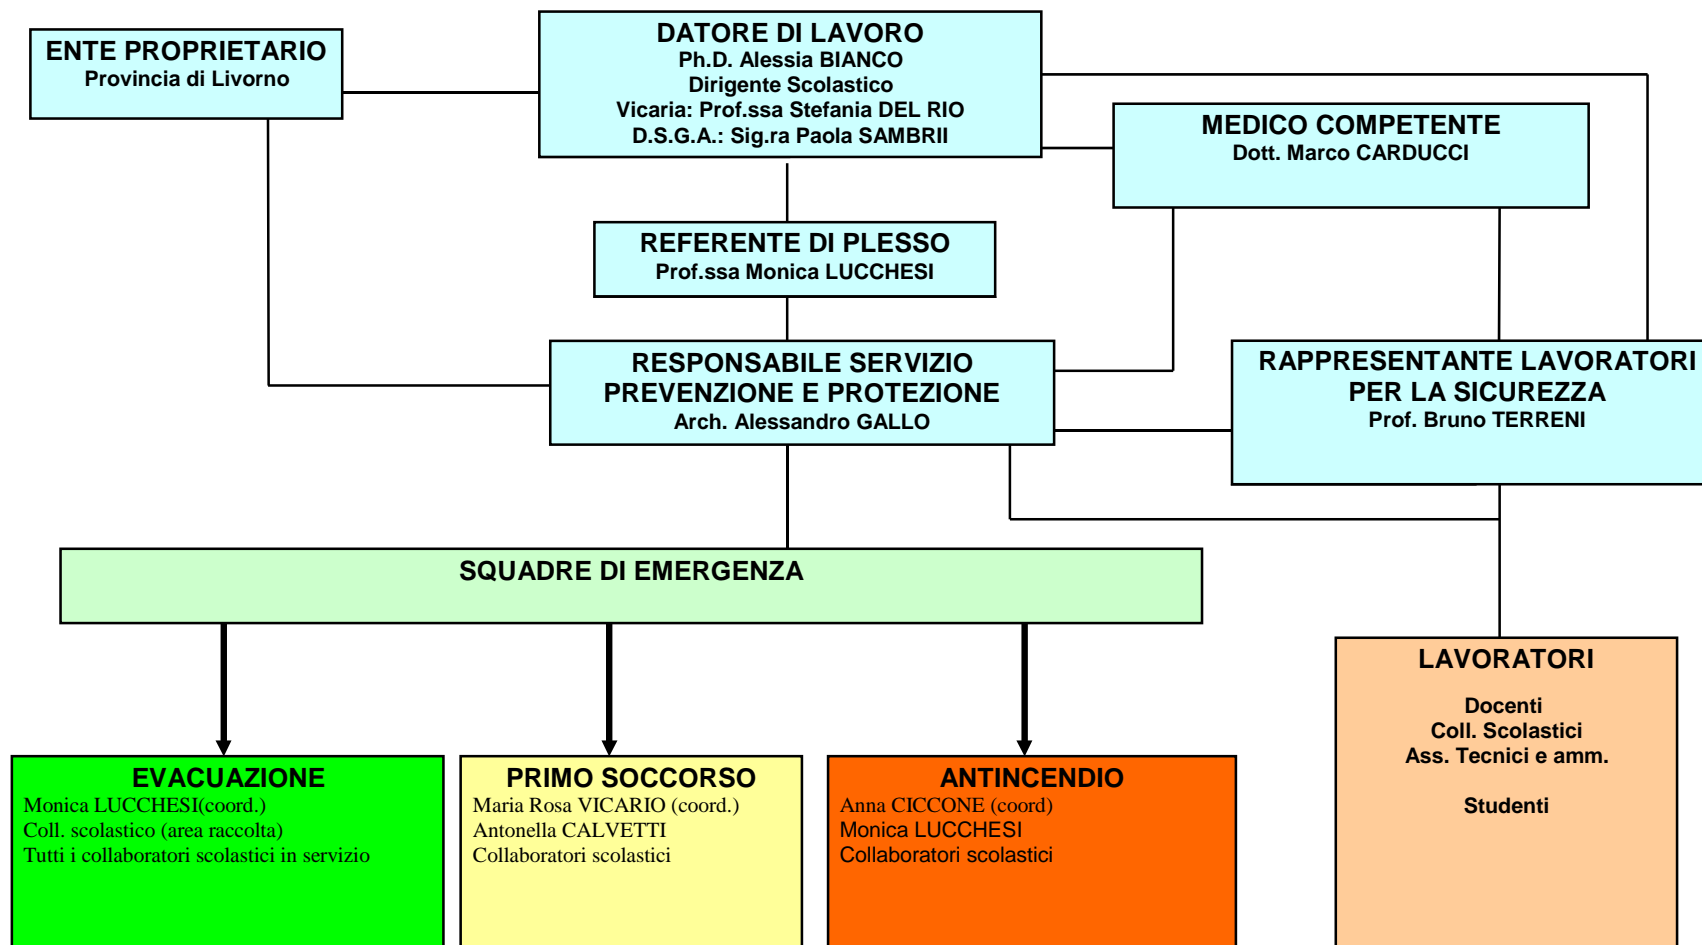 ENTE PROPRIETARIO
Provincia di Livorno
DATORE DI LAVORO
Ph.D. Alessia BIANCO
Dirigente Scolastico
Vicaria: Prof.ssa Stefania DEL RIO
D.S.G.A.: Sig.ra Paola SAMBRII
MEDICO COMPETENTE
Dott. Marco CARDUCCI
REFERENTE DI PLESSO
Prof.ssa Monica LUCCHESI
RESPONSABILE SERVIZIO
PREVENZIONE E PROTEZIONE
Arch. Alessandro GALLO
RAPPRESENTANTE LAVORATORI
PER LA SICUREZZA
Prof. Bruno TERRENI
SQUADRE DI EMERGENZA
EVACUAZIONE
Monica LUCCHESI(coord.)
Coll. scolastico (area raccolta)
Tutti i collaboratori scolastici in servizio
PRIMO SOCCORSO
Maria Rosa VICARIO (coord.)
Antonella CALVETTI
Collaboratori scolastici
ANTINCENDIO
Anna CICCONE (coord)
Monica LUCCHESI
Collaboratori scolastici
LAVORATORI
Docenti
Coll. Scolastici
Ass. Tecnici e amm.
Studenti